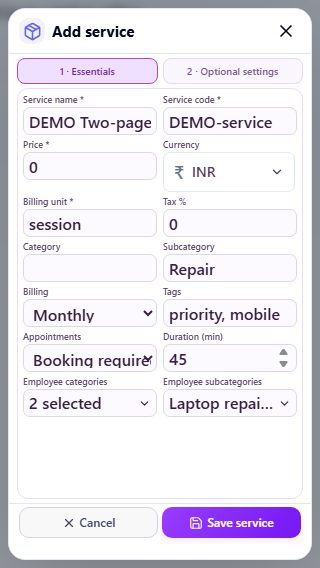 Add service
1 · Essentials
2 · Optional settings
Service name *
Service code *
DEMO Two-page
DEMO-service
Price *
Currency
0
₹ INR
Billing unit *
Tax %
session
0
Category
Subcategory
Repair
Billing
Tags
Monthly
priority, mobile
Appointments
Duration (min)
Booking require
45
Employee categories
Employee subcategories
2 selected
Laptop repai...
Cancel
Save service